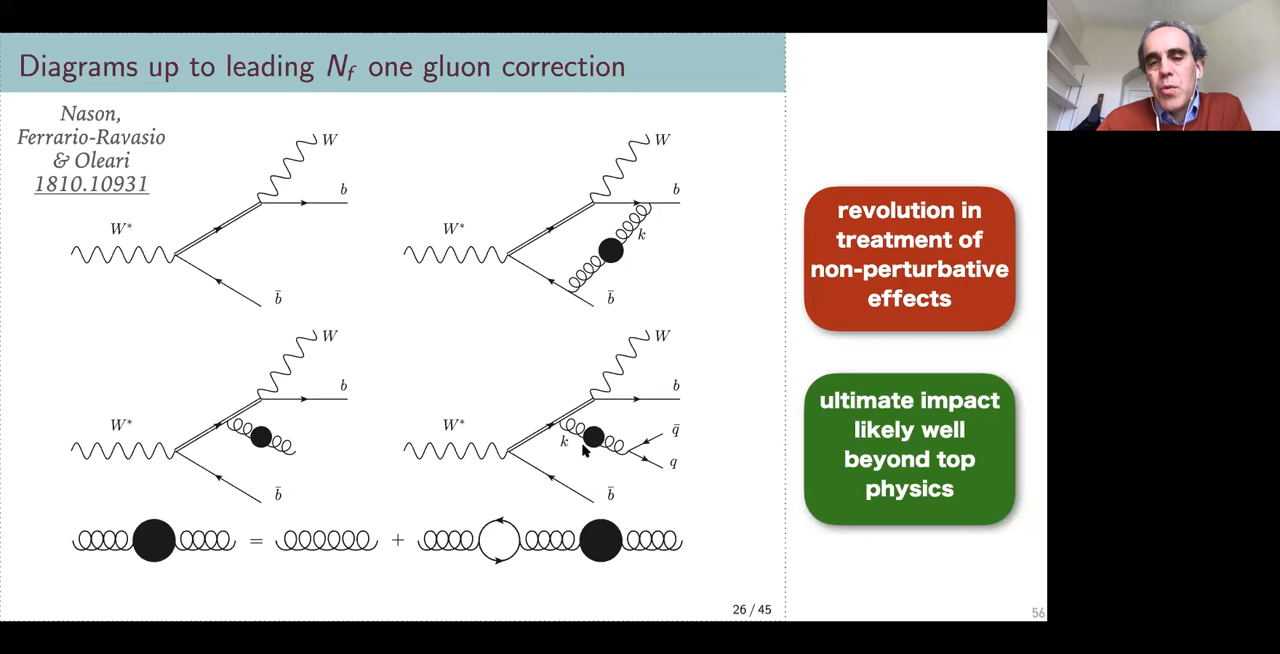 Diagrams up to leading N_f one gluon correction
Nason,
Ferrario-Ravasio
& Oleari
1810.10931
W
b
W*
b̄
W
b
W*
k
b̄
W
b
W*
b̄
W
b
W*
k
q̄
q
b̄
= +
26 / 45
revolution in
treatment of
non-perturbative
effects
ultimate impact
likely well
beyond top
physics
56